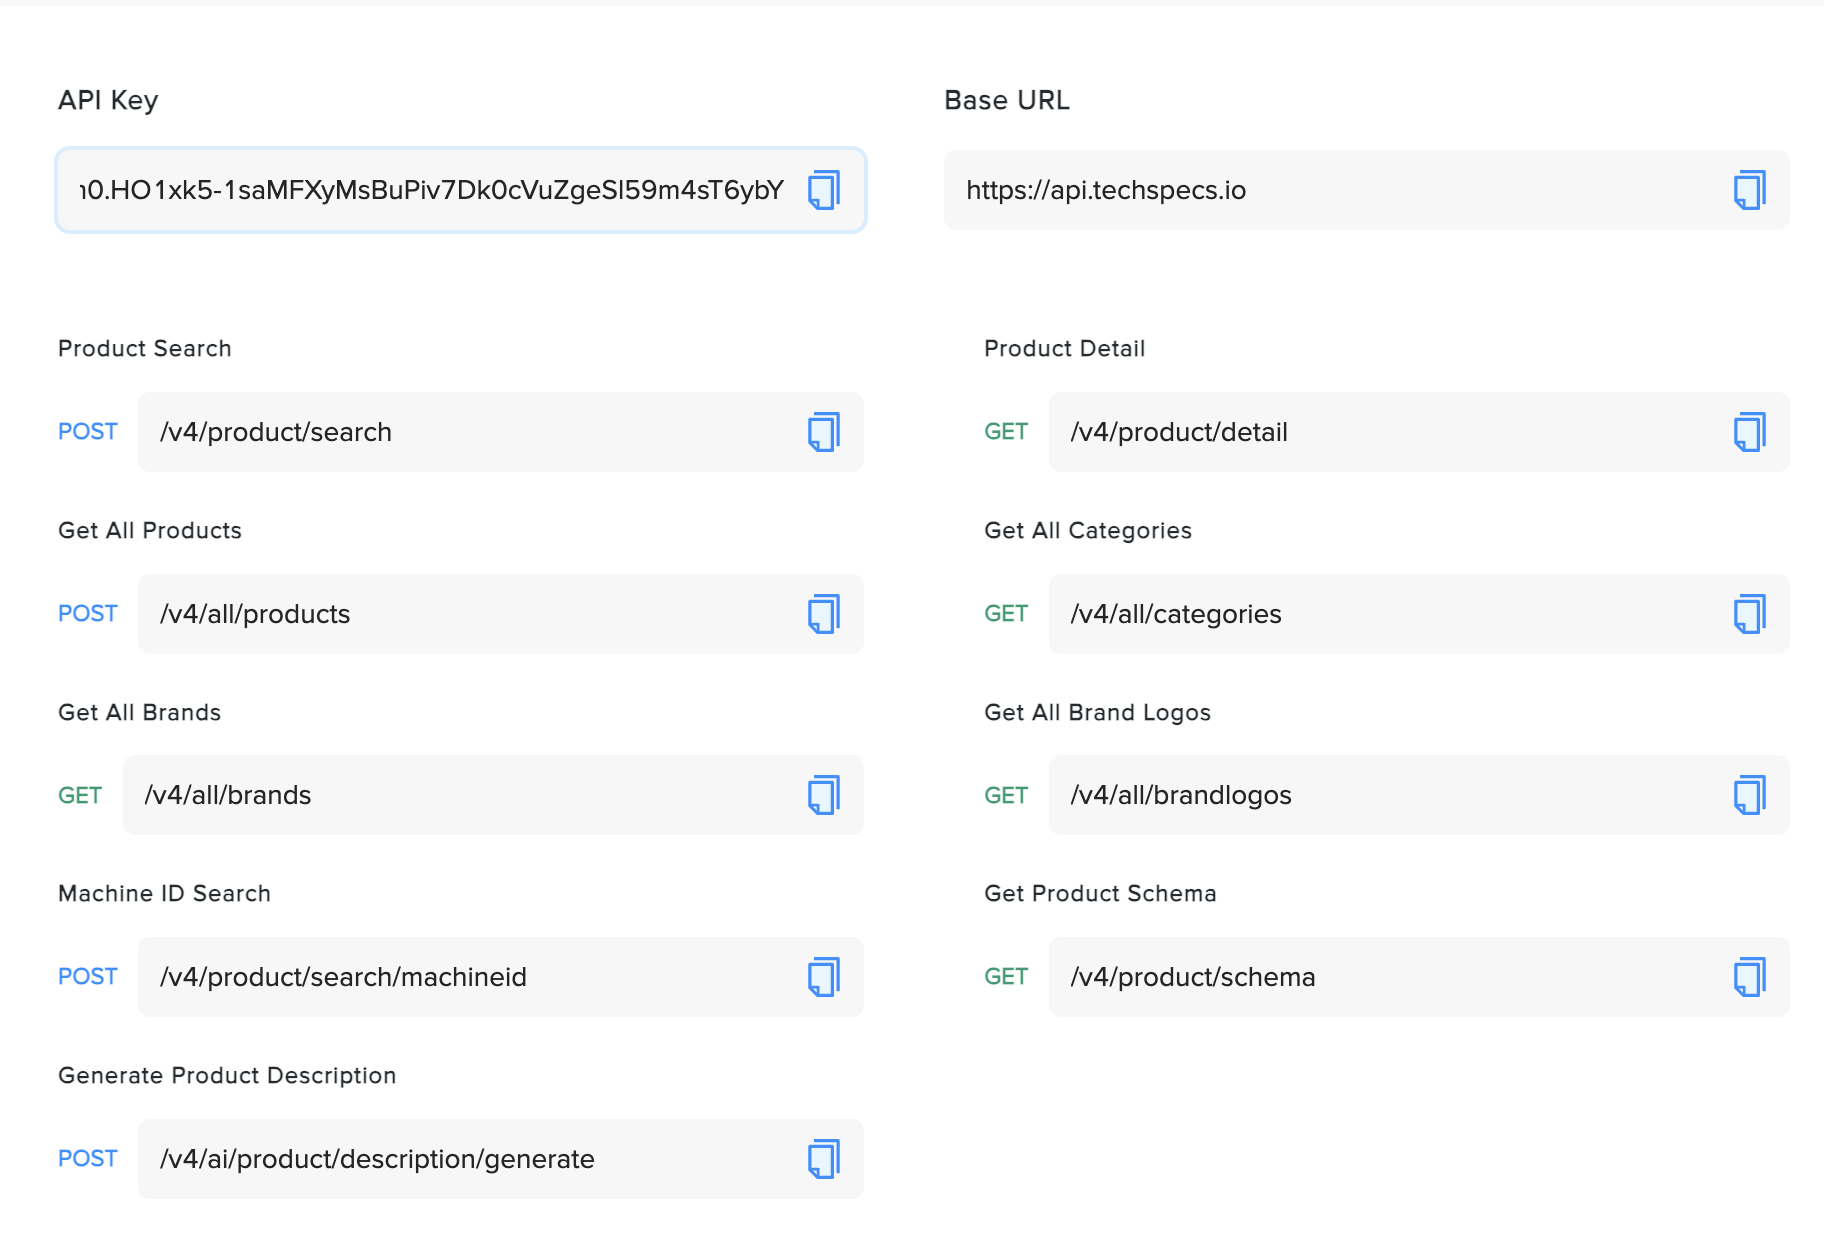 API Key
Base URL
n0.HO1xk5-1saMFXyMsBuPiv7Dk0cVuZgeSl59m4sT6ybY
https://api.techspecs.io
Product Search
Product Detail
POST /v4/product/search
GET /v4/product/detail
Get All Products
Get All Categories
POST /v4/all/products
GET /v4/all/categories
Get All Brands
Get All Brand Logos
GET /v4/all/brands
GET /v4/all/brandlogos
Machine ID Search
Get Product Schema
POST /v4/product/search/machineid
GET /v4/product/schema
Generate Product Description
POST /v4/ai/product/description/generate